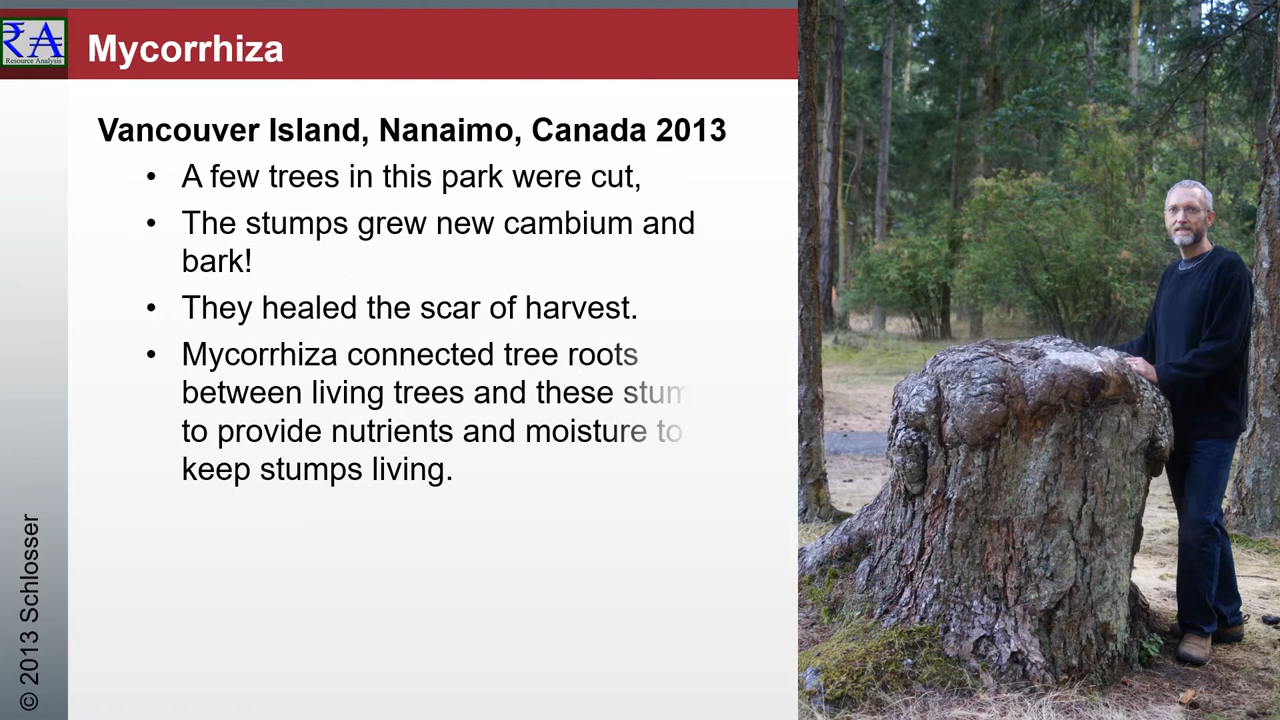 RA
Resource Analysis
Mycorrhiza
Vancouver Island, Nanaimo, Canada 2013
• A few trees in this park were cut,
• The stumps grew new cambium and
bark!
• They healed the scar of harvest.
• Mycorrhiza connected tree roots
between living trees and these stum
to provide nutrients and moisture to
keep stumps living.
© 2013 Schlosser